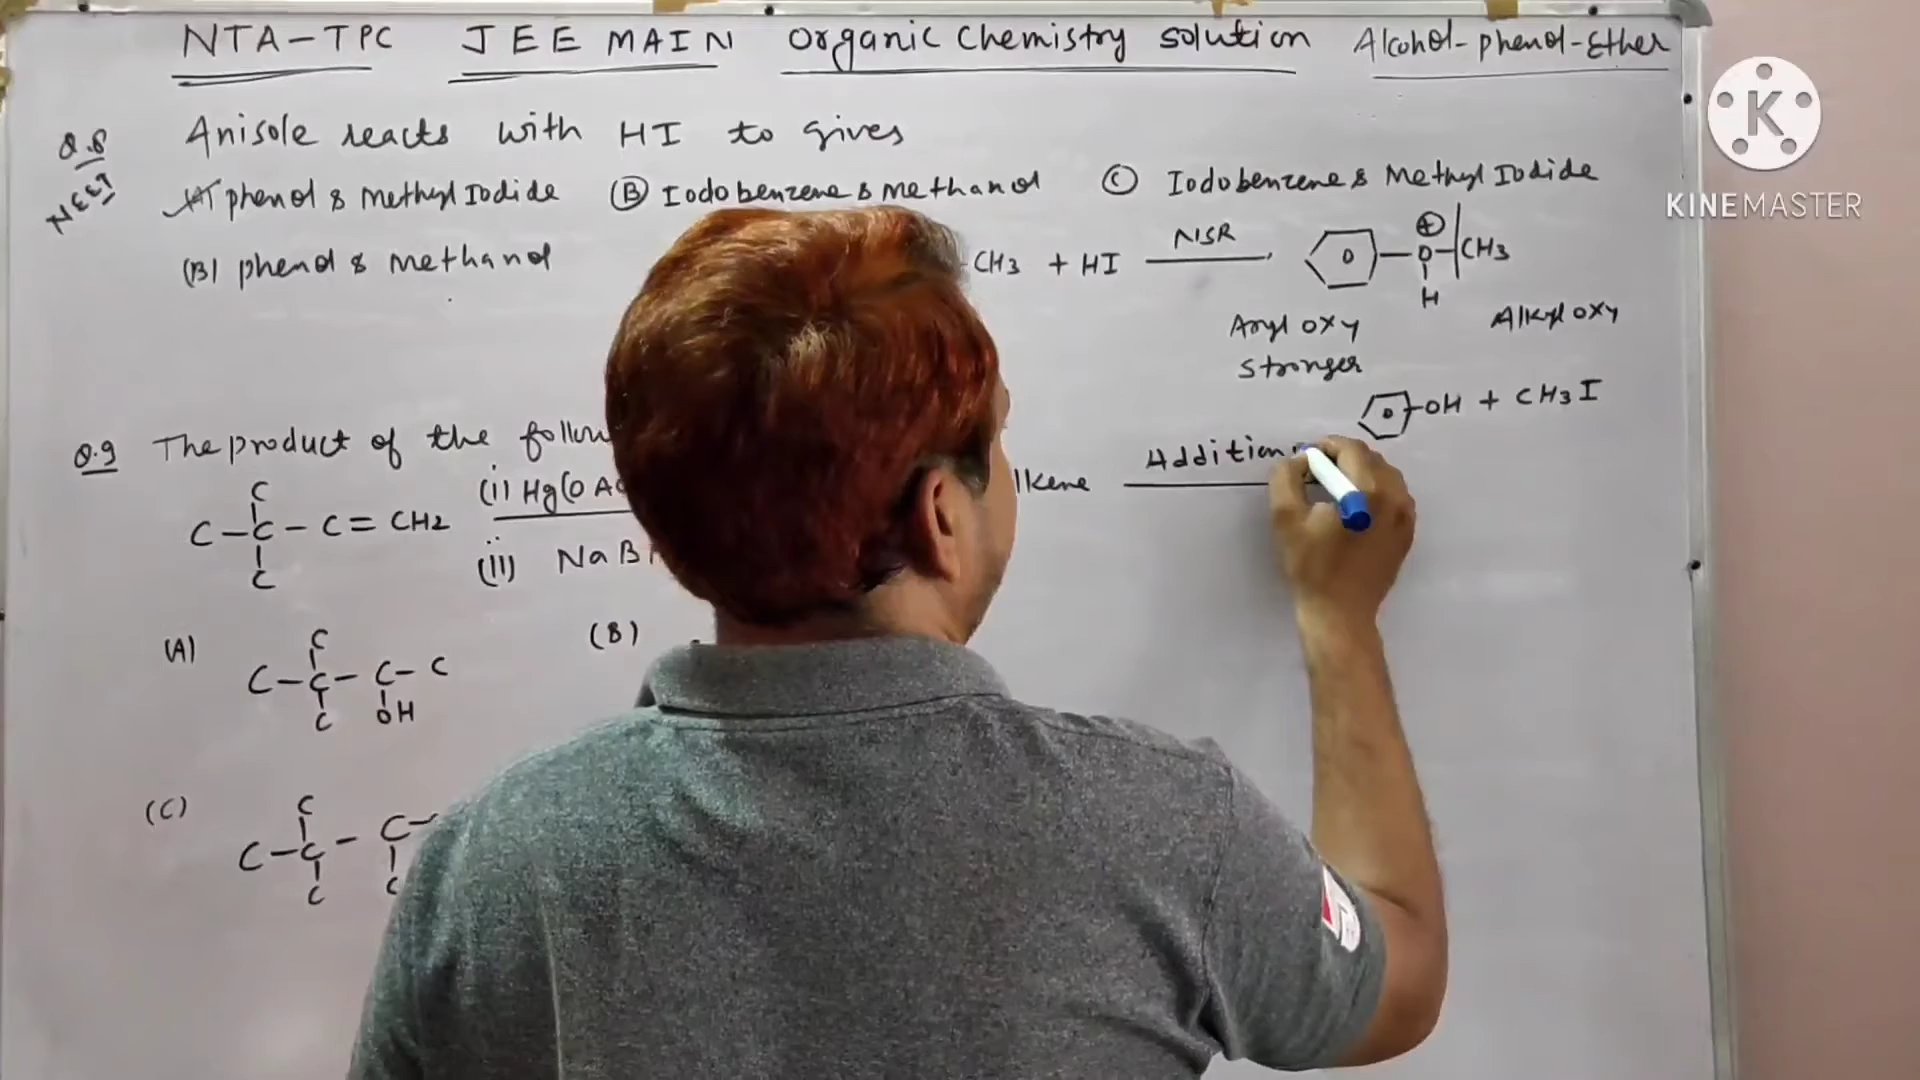 NTA-TPC JEE MAIN Organic Chemistry solution Alcohol-phenol-Ether
Q.8 Anisole reacts with HI to gives
NEET
(A) phenol & Methyl Iodide (B) Iodobenzene & Methanol (C) Iodobenzene & Methyl Iodide
(B) phenol & Methanol
CH3 + HI NSR O ⊕ CH3
H
Aryl oxy Alkyl oxy
stronger
OH + CH3I
Q.9 The product of the
(i) Hg(OA
Addition
C
C-C-C=CH2
C
(ii) NaB
(A) (B)
C
C-C-C-C
C OH
(C)
C
C-C-C-
C C
K
KINEMASTER